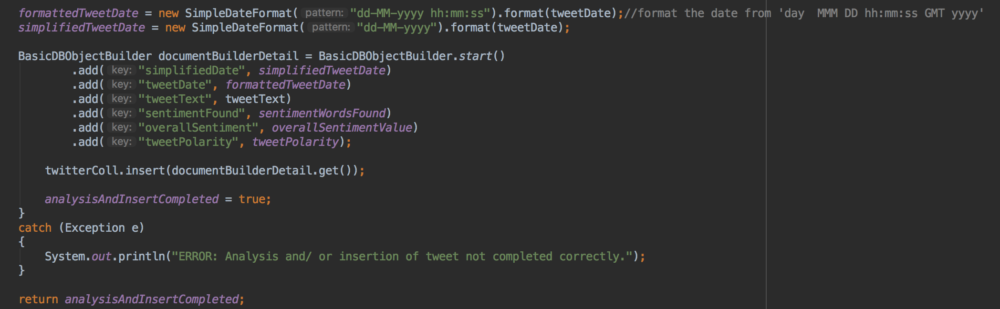 formattedTweetDate = new SimpleDateFormat( pattern: "dd-MM-yyyy hh:mm:ss").format(tweetDate);//format the date from 'day  MMM DD hh:mm:ss GMT yyyy'
simplifiedTweetDate = new SimpleDateFormat( pattern: "dd-MM-yyyy").format(tweetDate);
BasicDBObjectBuilder documentBuilderDetail = BasicDBObjectBuilder.start()
.add( key: "simplifiedDate", simplifiedTweetDate)
.add( key: "tweetDate", formattedTweetDate)
.add( key: "tweetText", tweetText)
.add( key: "sentimentFound", sentimentWordsFound)
.add( key: "overallSentiment", overallSentimentValue)
.add( key: "tweetPolarity", tweetPolarity);
twitterColl.insert(documentBuilderDetail.get());
analysisAndInsertCompleted = true;
}
catch (Exception e)
{
System.out.println("ERROR: Analysis and/ or insertion of tweet not completed correctly.");
}
return analysisAndInsertCompleted;